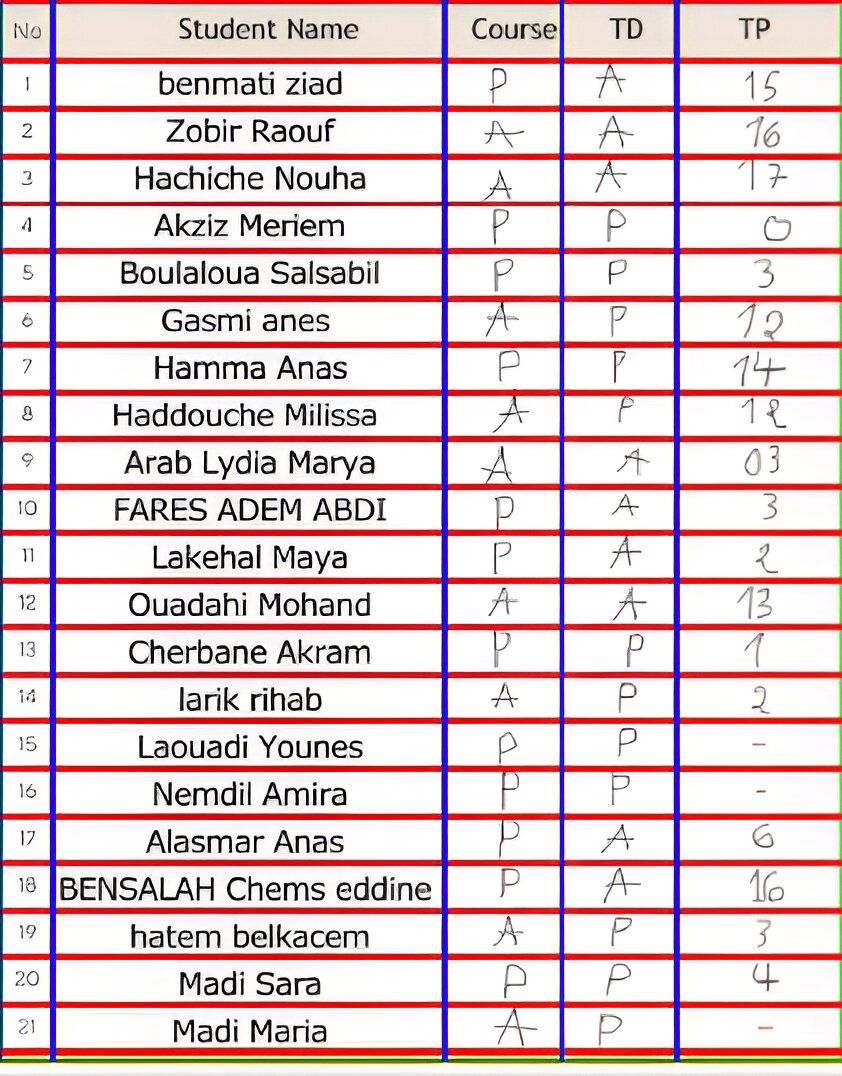 No Student Name Course TD TP
1 benmati ziad P A 15
2 Zobir Raouf A A 16
3 Hachiche Nouha A A 17
4 Akziz Meriem P P 0
5 Boulaloua Salsabil P P 3
6 Gasmi anes A P 12
7 Hamma Anas P P 14
8 Haddouche Milissa A P 12
9 Arab Lydia Marya A A 03
10 FARES ADEM ABDI P A 3
11 Lakehal Maya P A 2
12 Ouadahi Mohand A A 13
13 Cherbane Akram P P 1
14 larik rihab A P 2
15 Laouadi Younes P P -
16 Nemdil Amira P P -
17 Alasmar Anas P A 6
18 BENSALAH Chems eddine P A 16
19 hatem belkacem A P 3
20 Madi Sara P P 4
21 Madi Maria A P -